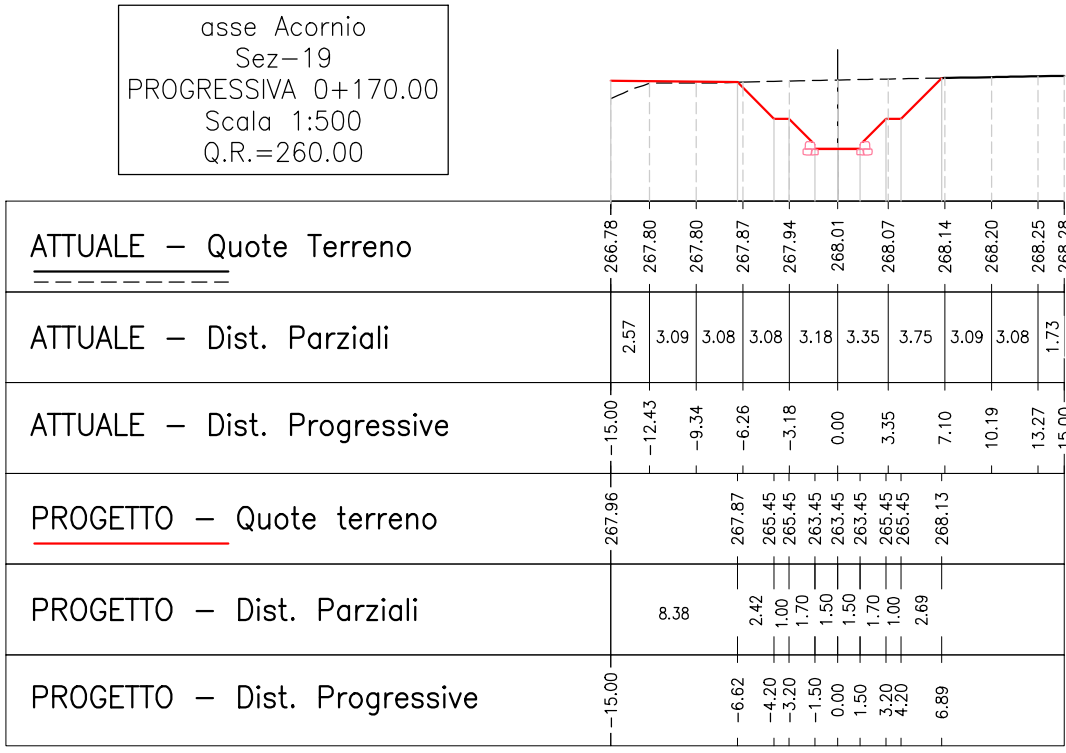 asse Acornio
Sez-19
PROGRESSIVA 0+170.00
Scala 1:500
Q.R.=260.00
ATTUALE - Quote Terreno
266.78 267.80 267.80 267.87 267.94 268.01 268.07 268.14 268.20 268.25 268.28
ATTUALE - Dist. Parziali
2.57 3.09 3.08 3.08 3.18 3.35 3.75 3.09 3.08 1.73
ATTUALE - Dist. Progressive
-15.00 -12.43 -9.34 -6.26 -3.18 0.00 3.35 7.10 10.19 13.27 15.00
PROGETTO - Quote terreno
267.96 267.87 265.45 265.45 263.45 263.45 263.45 265.45 265.45 268.13
PROGETTO - Dist. Parziali
8.38 2.42 1.00 1.70 1.50 1.50 1.70 1.00 2.69
PROGETTO - Dist. Progressive
-15.00 -6.62 -4.20 -3.20 -1.50 0.00 1.50 3.20 4.20 6.89